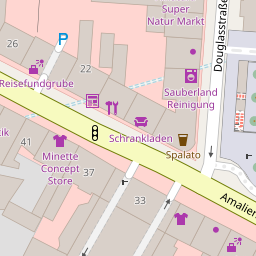 Super
Natur Markt
Douglasstraße
26
P
22
Reisefundgrube
Sauberland
Reinigung
Schrankladen
Spalato
41
Minette
Concept
Store
37
33
Amalien